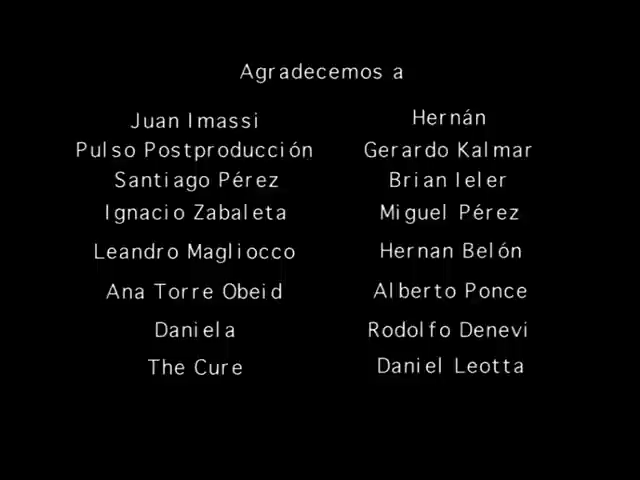 Agradecemos a
Juan Imassi
Pulso Postproducción
Santiago Pérez
Ignacio Zabaleta
Leandro Magliocco
Ana Torre Obeid
Daniela
The Cure
Hernán
Gerardo Kalmar
Brian Ieler
Miguel Pérez
Hernan Belón
Alberto Ponce
Rodolfo Denevi
Daniel Leotta